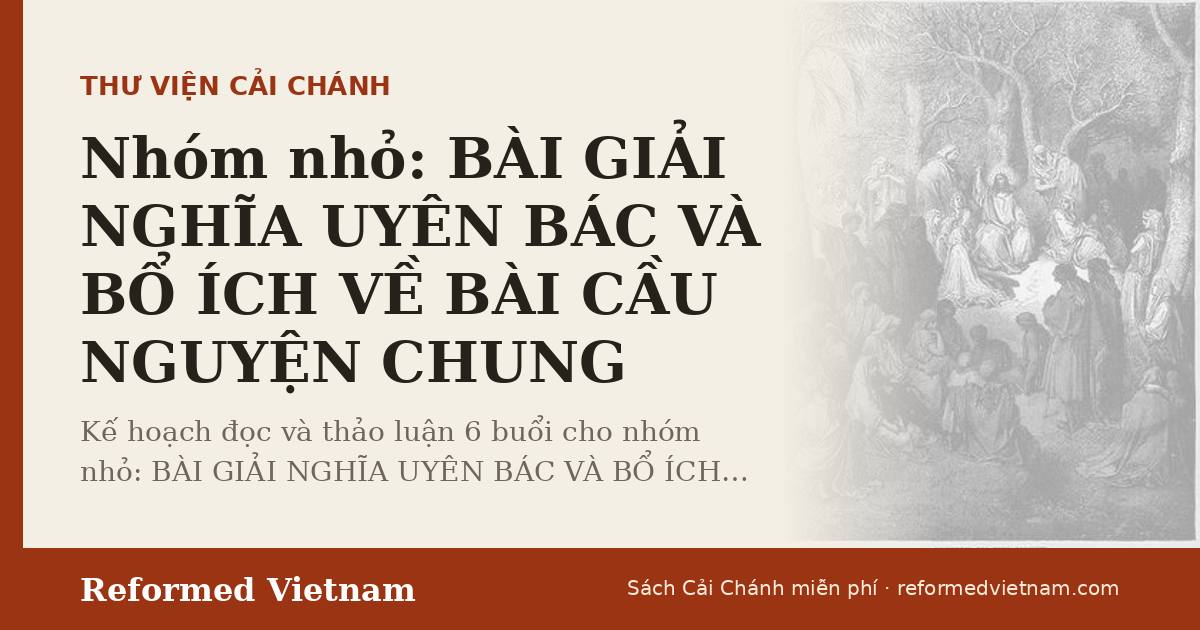 THƯ VIỆN CẢI CHÁNH
Nhóm nhỏ: BÀI GIẢI
NGHĨA UYÊN BÁC VÀ
BỔ ÍCH VỀ BÀI CẦU
NGUYỆN CHUNG
Kế hoạch đọc và thảo luận 6 buổi cho nhóm
nhỏ: BÀI GIẢI NGHĨA UYÊN BÁC VÀ BỔ ÍCH…
Reformed Vietnam
Sách Cải Chánh miễn phí · reformedvietnam.com